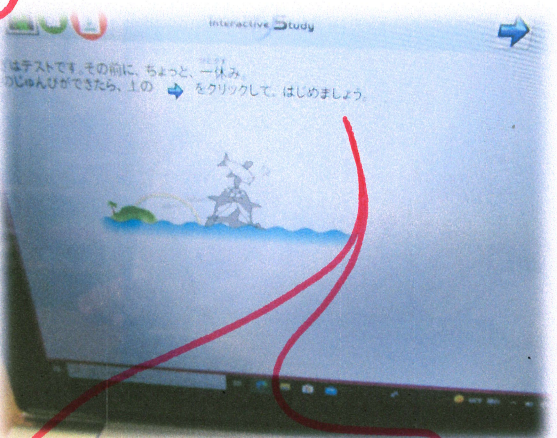 interactive Study
はテストです。その前に、ちょっと、一休み。
のじゅんびができたら、上の ➡ をクリックして、はじめましょう。